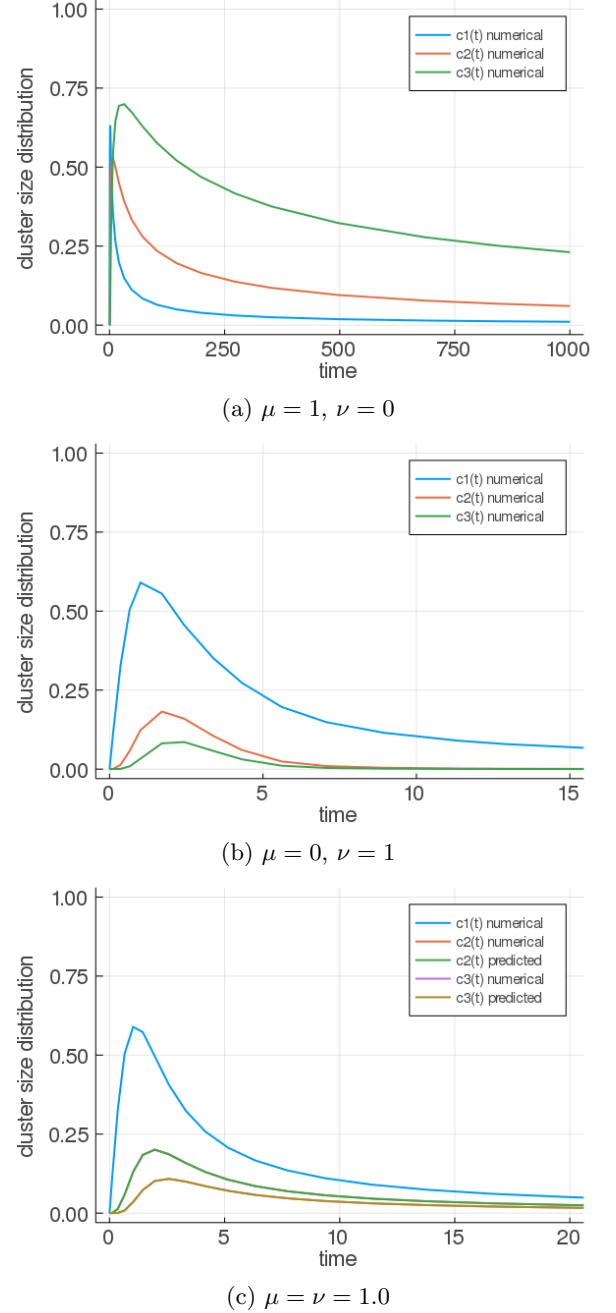 1.00
0.75
0.50
0.25
0.00
cluster size distribution
c1(t) numerical
c2(t) numerical
c3(t) numerical
0 250 500 750 1000
time
(a) μ = 1, ν = 0
1.00
0.75
0.50
0.25
0.00
cluster size distribution
c1(t) numerical
c2(t) numerical
c3(t) numerical
0 5 10 15
time
(b) μ = 0, ν = 1
1.00
0.75
0.50
0.25
0.00
cluster size distribution
c1(t) numerical
c2(t) numerical
c2(t) predicted
c3(t) numerical
c3(t) predicted
0 5 10 15 20
time
(c) μ = ν = 1.0